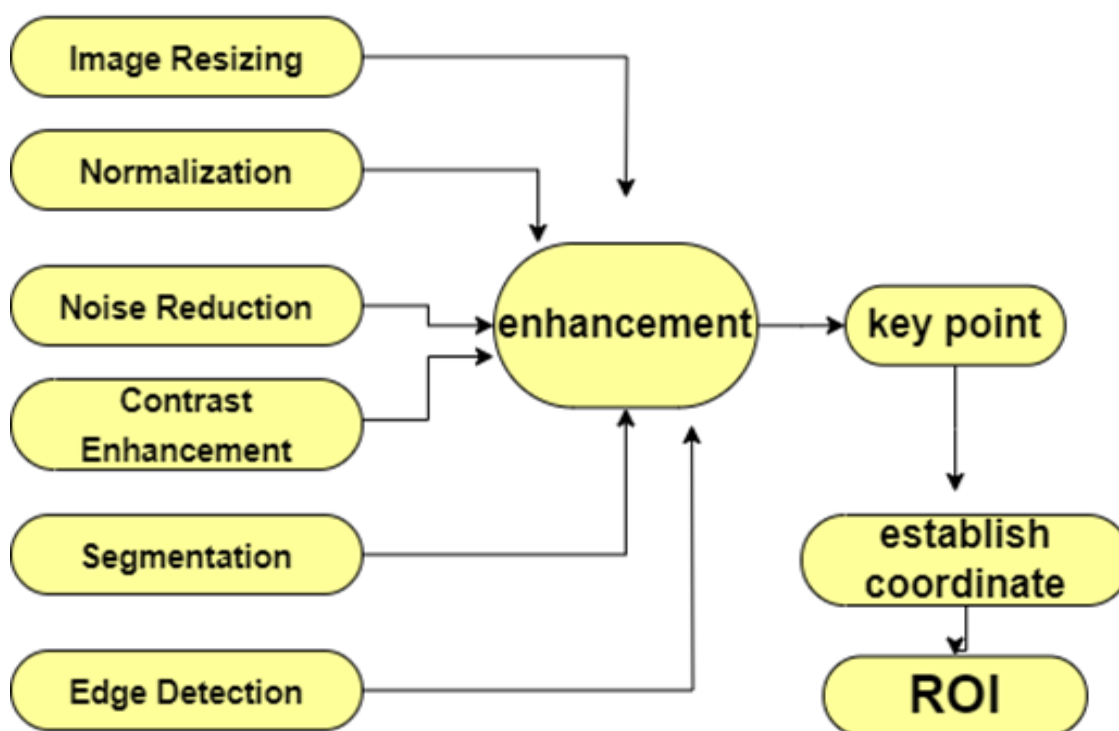 Image Resizing
Normalization
Noise Reduction
Contrast
Enhancement
Segmentation
Edge Detection
enhancement
key point
establish
coordinate
ROI